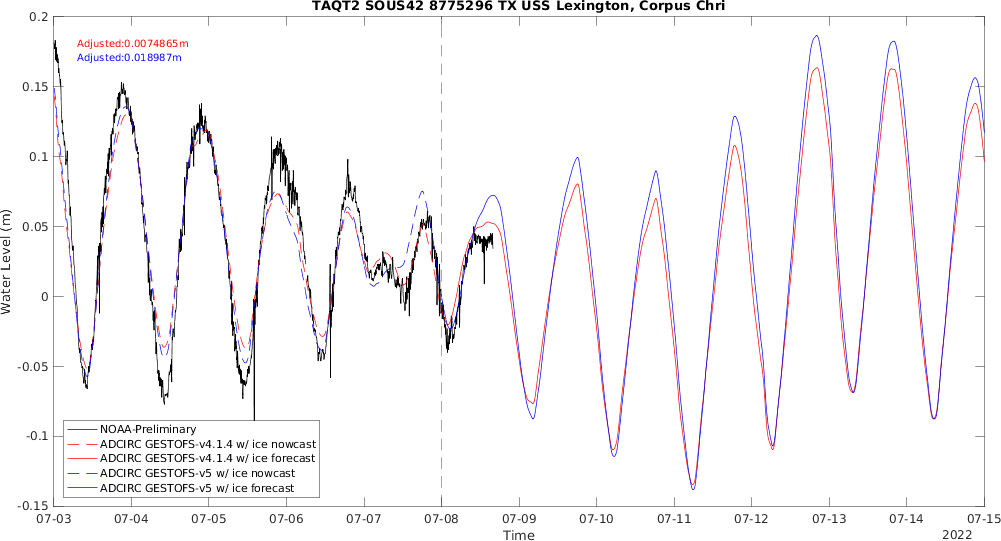 TAQT2 SOUS42 8775296 TX USS Lexington, Corpus Chri
Adjusted:0.0074865m
Adjusted:0.018987m
Water Level (m)
0.2
0.15
0.1
0.05
0
-0.05
-0.1
-0.15
NOAA-Preliminary
ADCIRC GESTOFS-v4.1.4 w/ ice nowcast
ADCIRC GESTOFS-v4.1.4 w/ ice forecast
ADCIRC GESTOFS-v5 w/ ice nowcast
ADCIRC GESTOFS-v5 w/ ice forecast
07-03 07-04 07-05 07-06 07-07 07-08 07-09 07-10 07-11 07-12 07-13 07-14 07-15
Time
2022